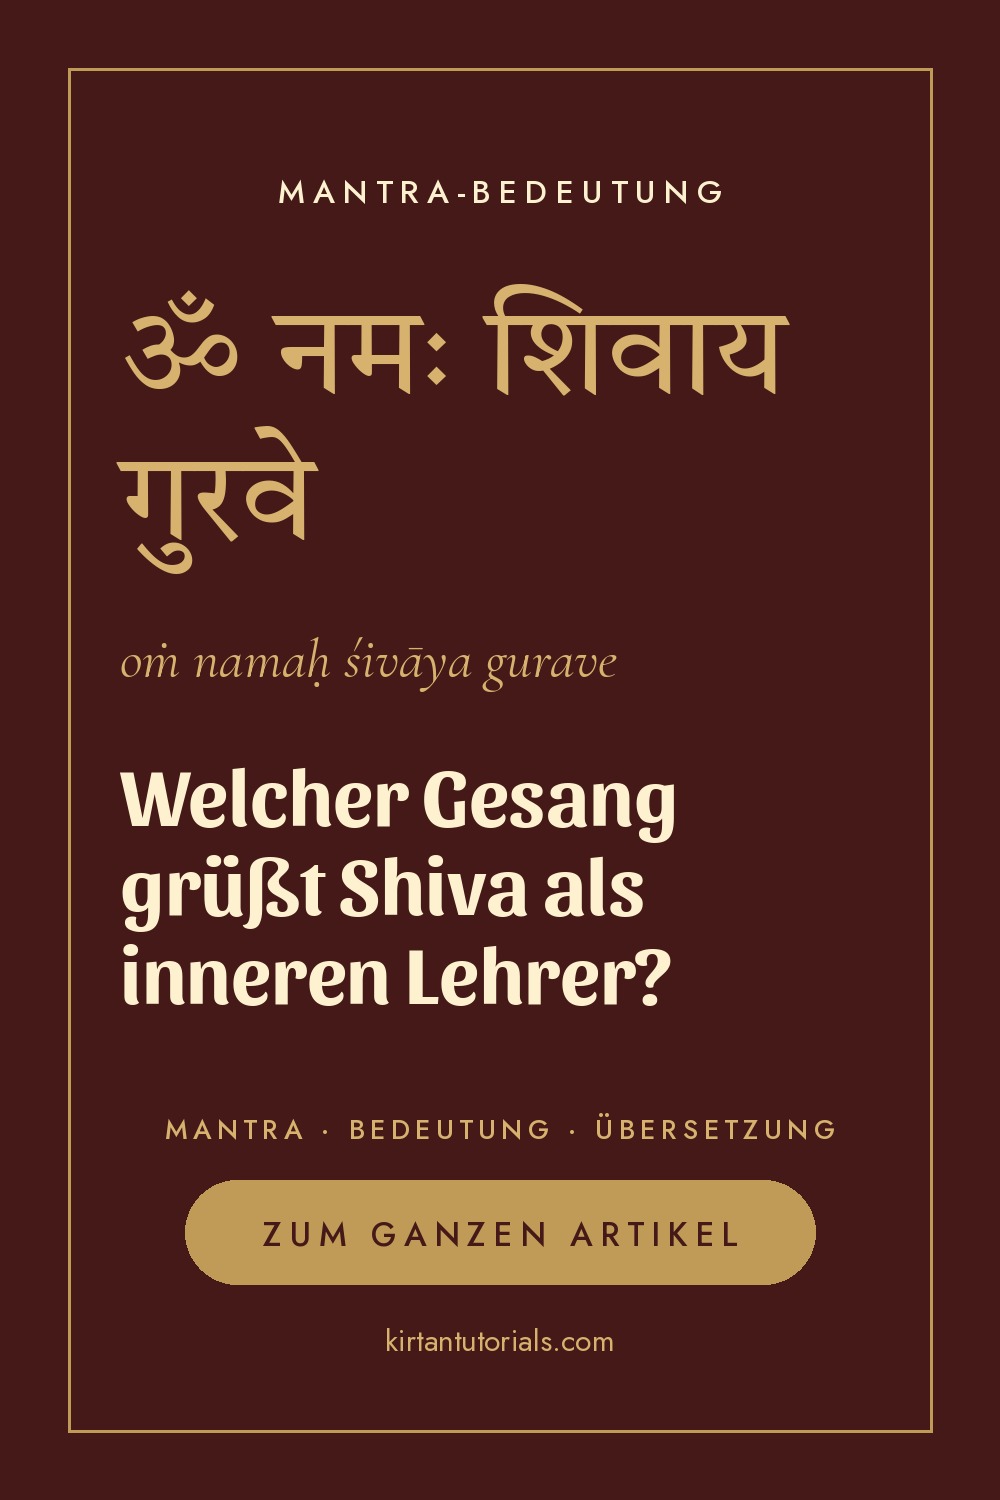 MANTRA-BEDEUTUNG
ॐ नमः शिवाय
गुरवे
oṁ namaḥ śivāya gurave
Welcher Gesang
grüßt Shiva als
inneren Lehrer?
MANTRA · BEDEUTUNG · ÜBERSETZUNG
ZUM GANZEN ARTIKEL
kirtantutorials.com